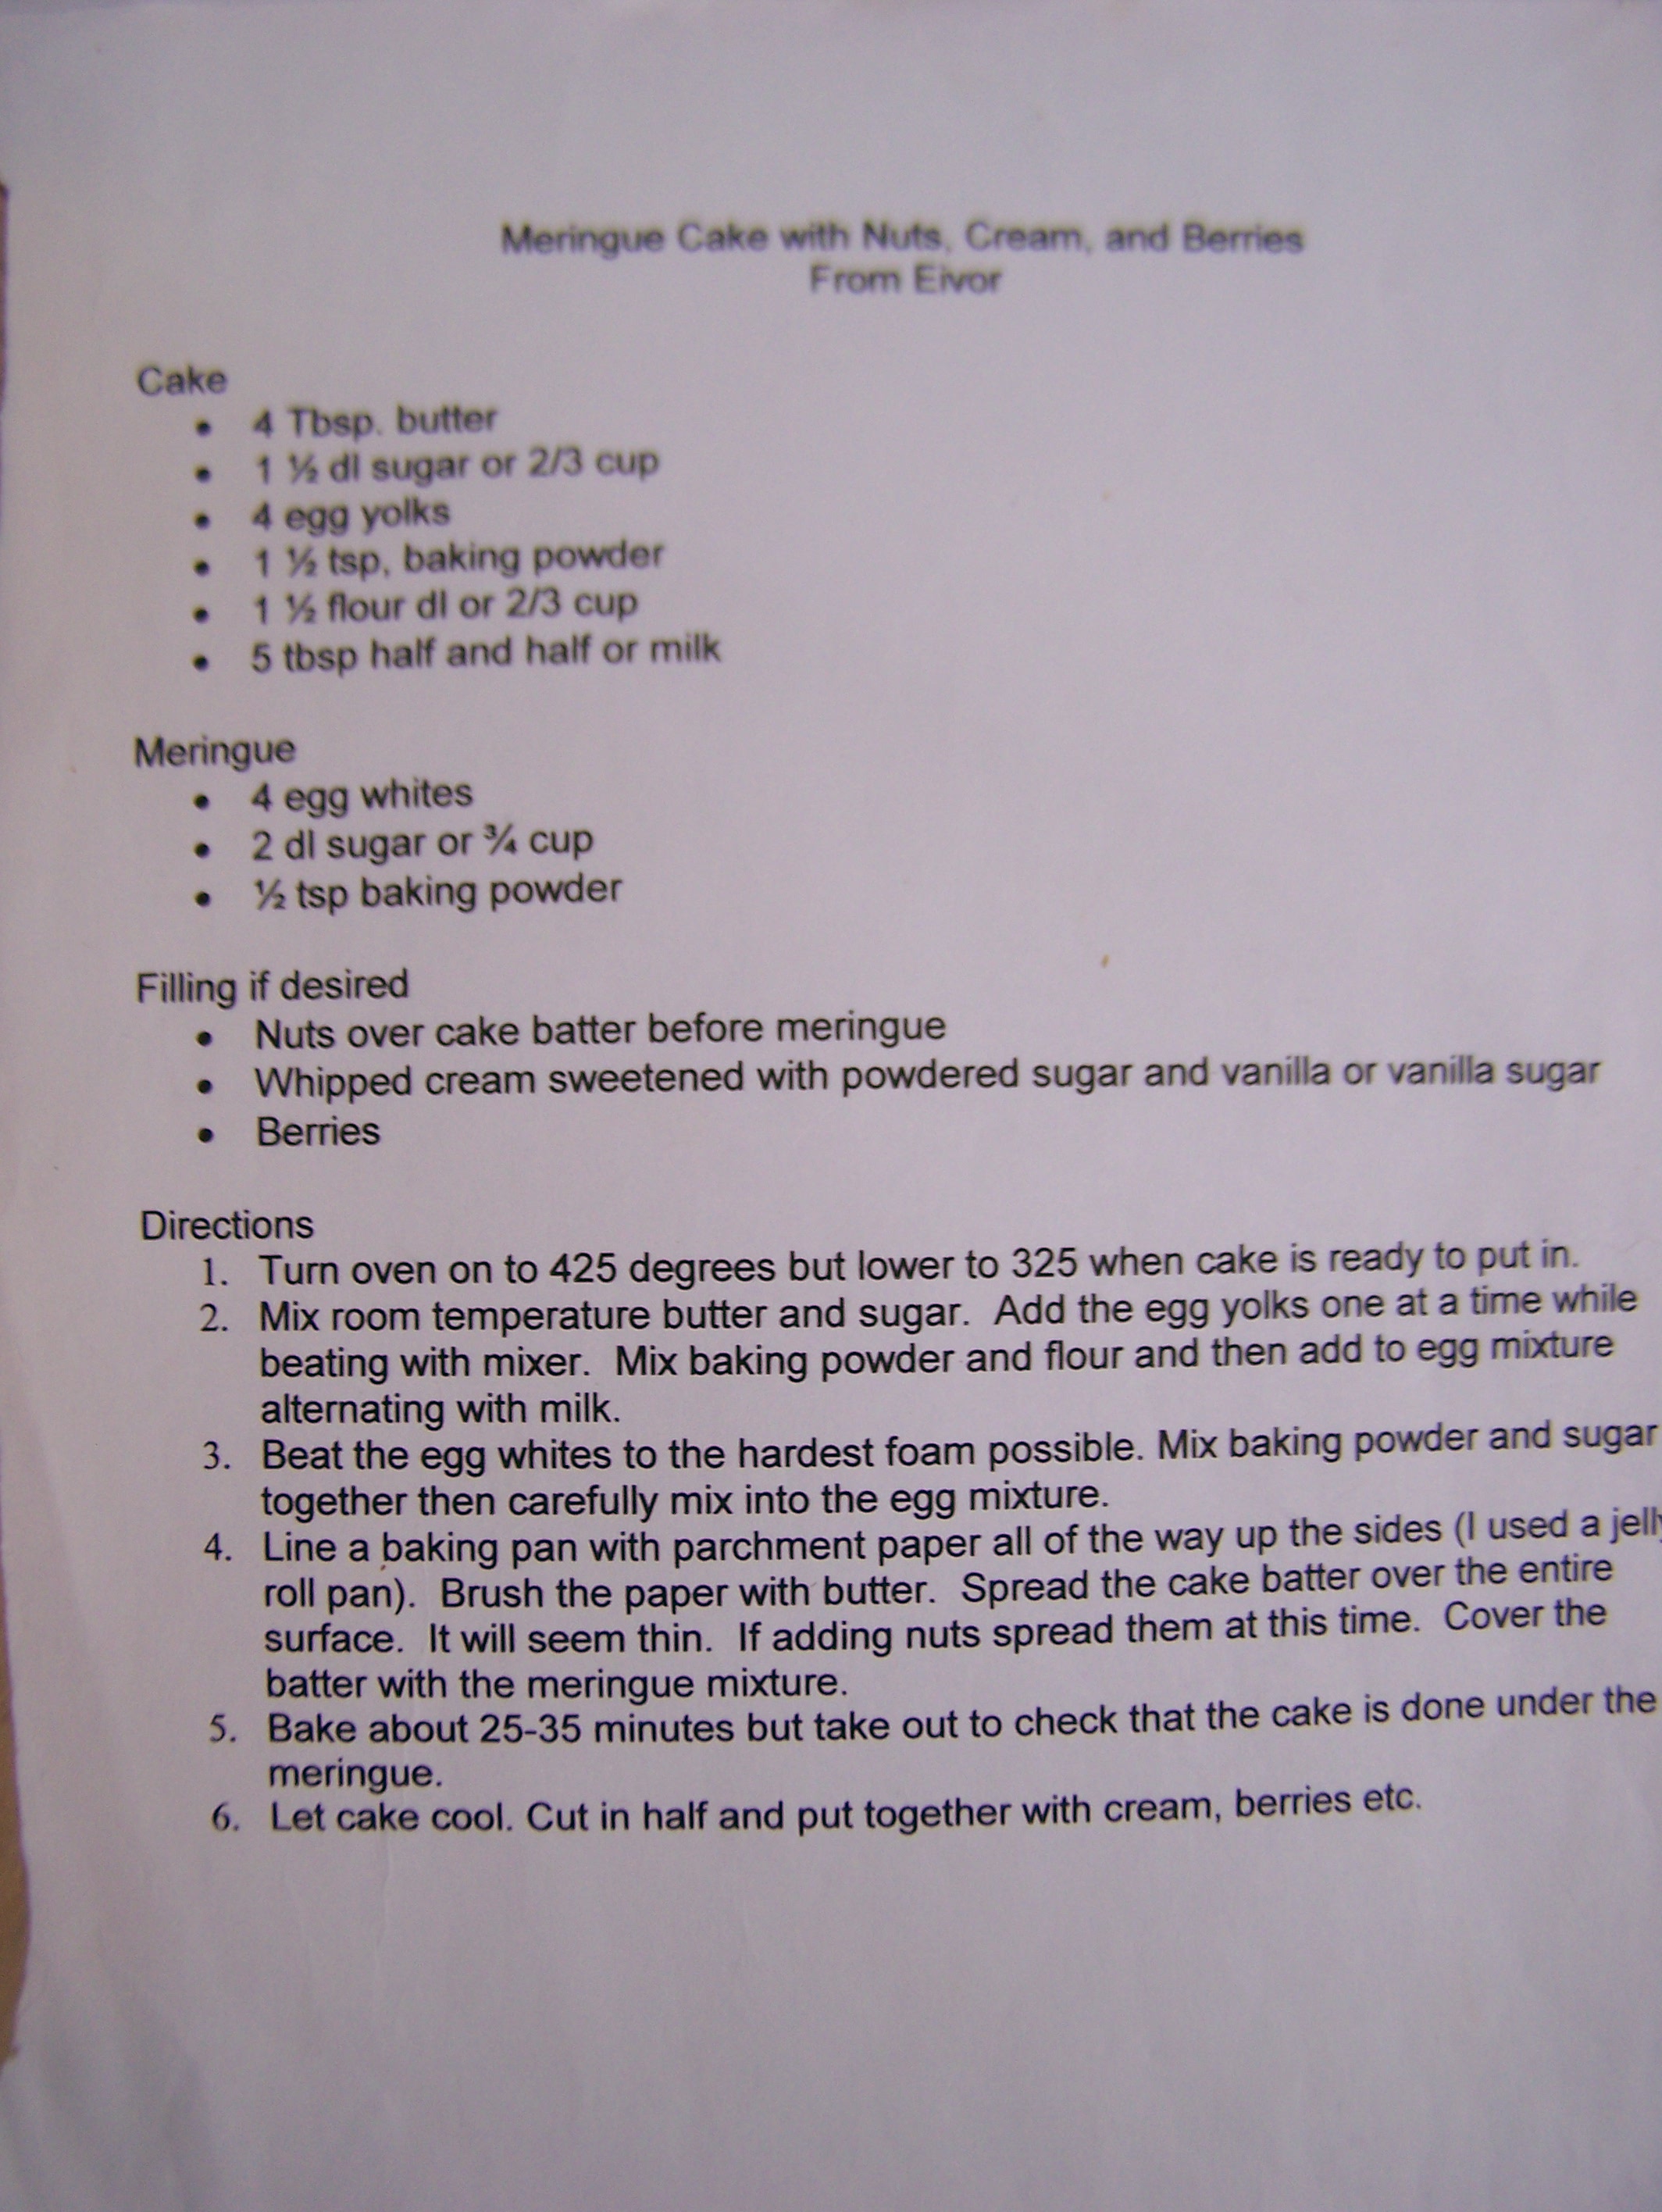 Meringue Cake with Nuts, Cream, and Berries
From Eivor
Cake
• 4 Tbsp. butter
• 1 ½ dl sugar or 2/3 cup
• 4 egg yolks
• 1 ½ tsp, baking powder
• 1 ½ flour dl or 2/3 cup
• 5 tbsp half and half or milk
Meringue
• 4 egg whites
• 2 dl sugar or ¾ cup
• ½ tsp baking powder
Filling if desired
• Nuts over cake batter before meringue
• Whipped cream sweetened with powdered sugar and vanilla or vanilla sugar
• Berries
Directions
1. Turn oven on to 425 degrees but lower to 325 when cake is ready to put in.
2. Mix room temperature butter and sugar. Add the egg yolks one at a time while
beating with mixer. Mix baking powder and flour and then add to egg mixture
alternating with milk.
3. Beat the egg whites to the hardest foam possible. Mix baking powder and sugar
together then carefully mix into the egg mixture.
4. Line a baking pan with parchment paper all of the way up the sides (I used a jelly
roll pan). Brush the paper with butter. Spread the cake batter over the entire
surface. It will seem thin. If adding nuts spread them at this time. Cover the
batter with the meringue mixture.
5. Bake about 25-35 minutes but take out to check that the cake is done under the
meringue.
6. Let cake cool. Cut in half and put together with cream, berries etc.